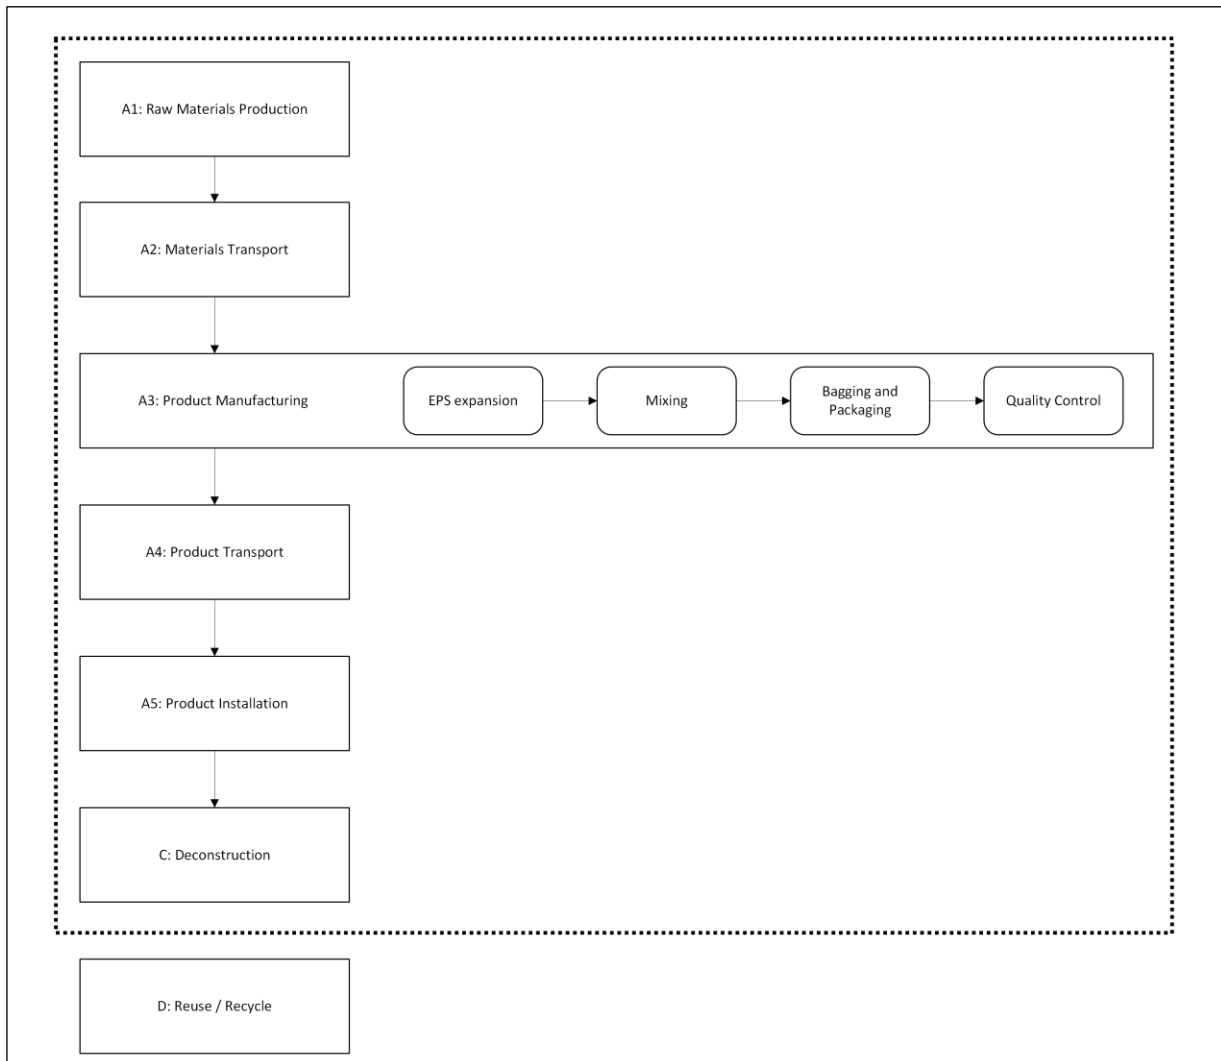 A1: Raw Materials Production
A2: Materials Transport
A3: Product Manufacturing
EPS expansion
Mixing
Bagging and
Packaging
Quality Control
A4: Product Transport
A5: Product Installation
C: Deconstruction
D: Reuse / Recycle